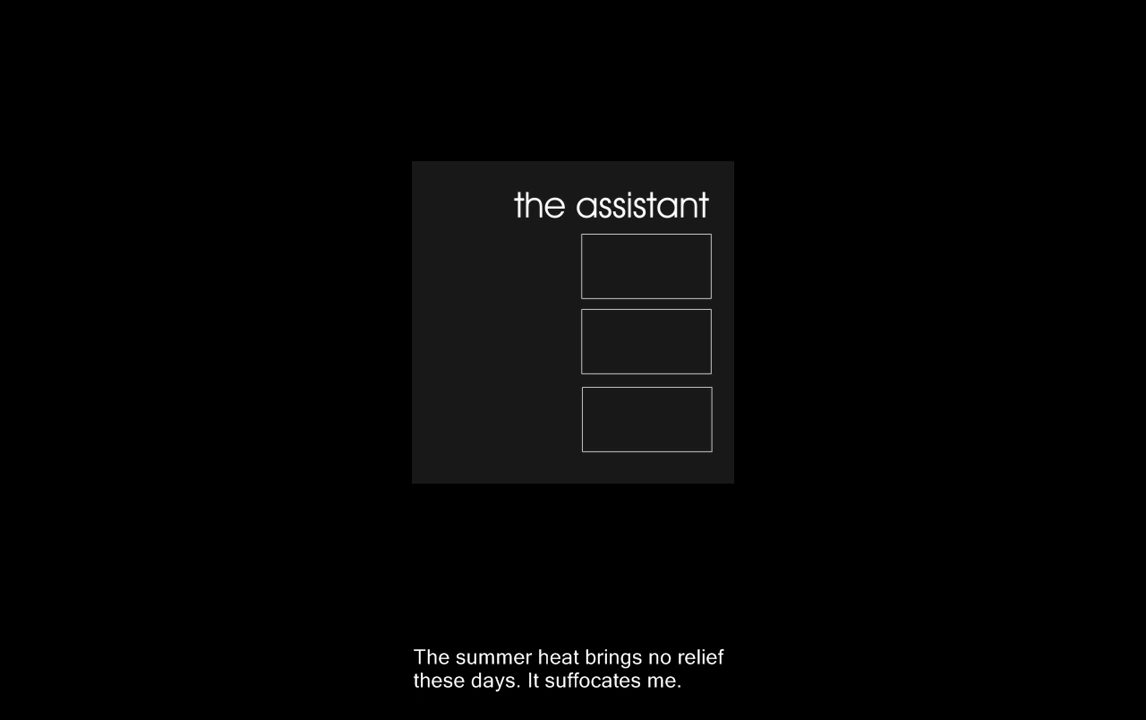 the assistant
The summer heat brings no relief
these days. It suffocates me.